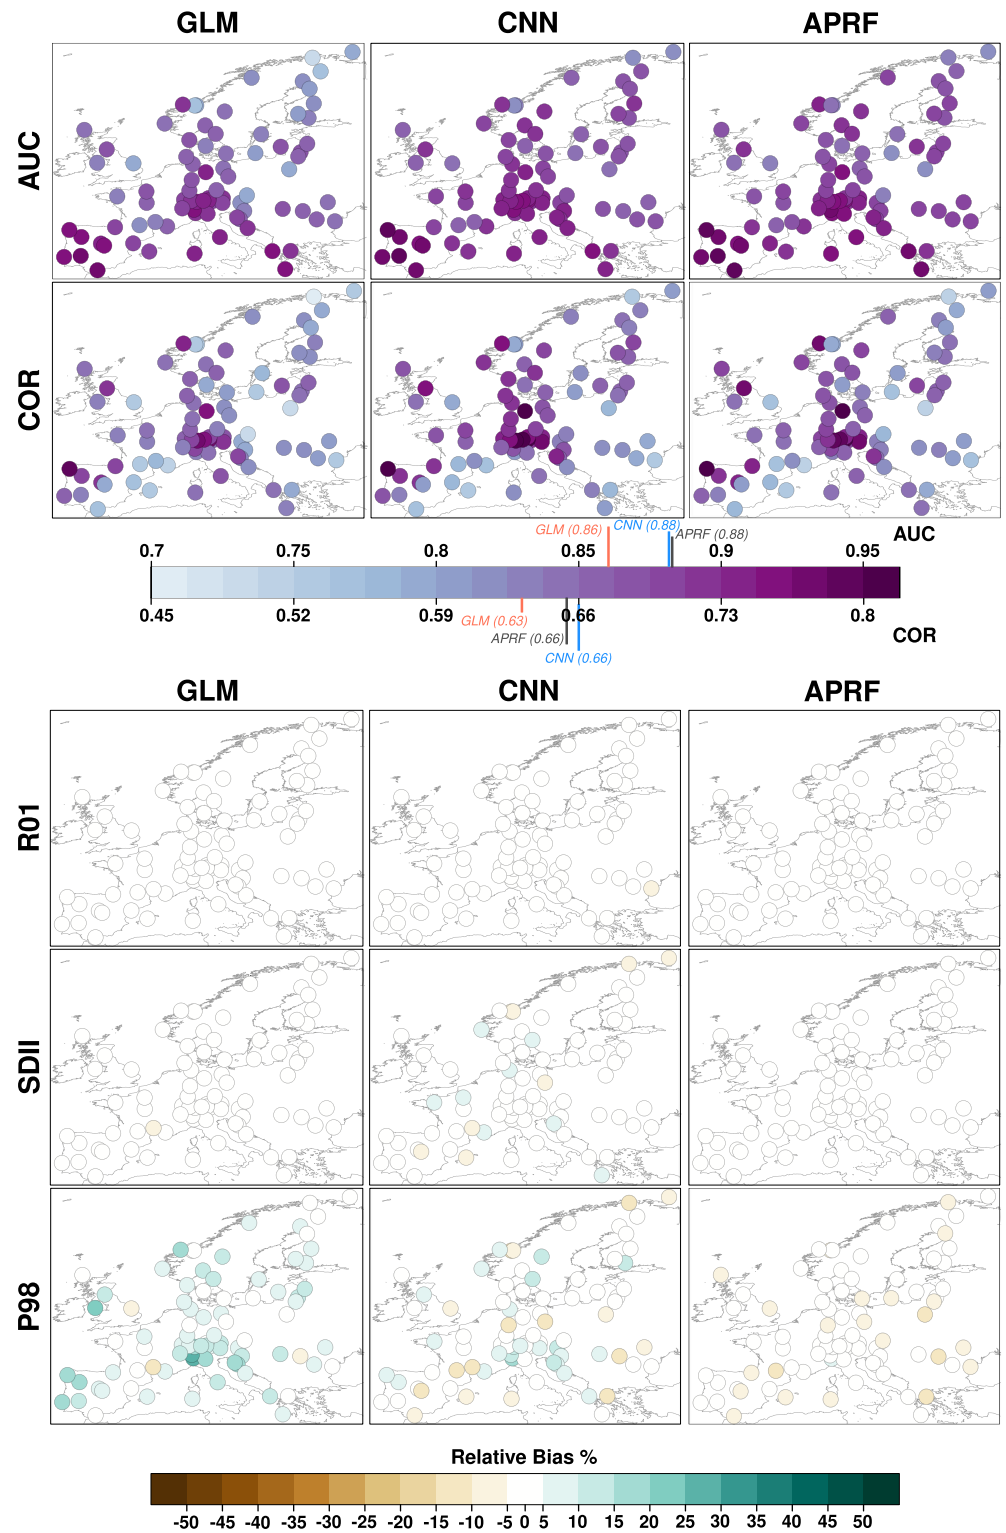 GLM CNN APRF
AUC
COR
GLM (0.86) CNN (0.88) APRF (0.88) AUC
0.7 0.75 0.8 0.85 0.9 0.95
0.45 0.52 0.59 0.66 0.73 0.8
GLM (0.63) COR
APRF (0.66)
CNN (0.66)
GLM CNN APRF
R01
SDII
P98
Relative Bias %
-50 -45 -40 -35 -30 -25 -20 -15 -10 -5 0 5 10 15 20 25 30 35 40 45 50